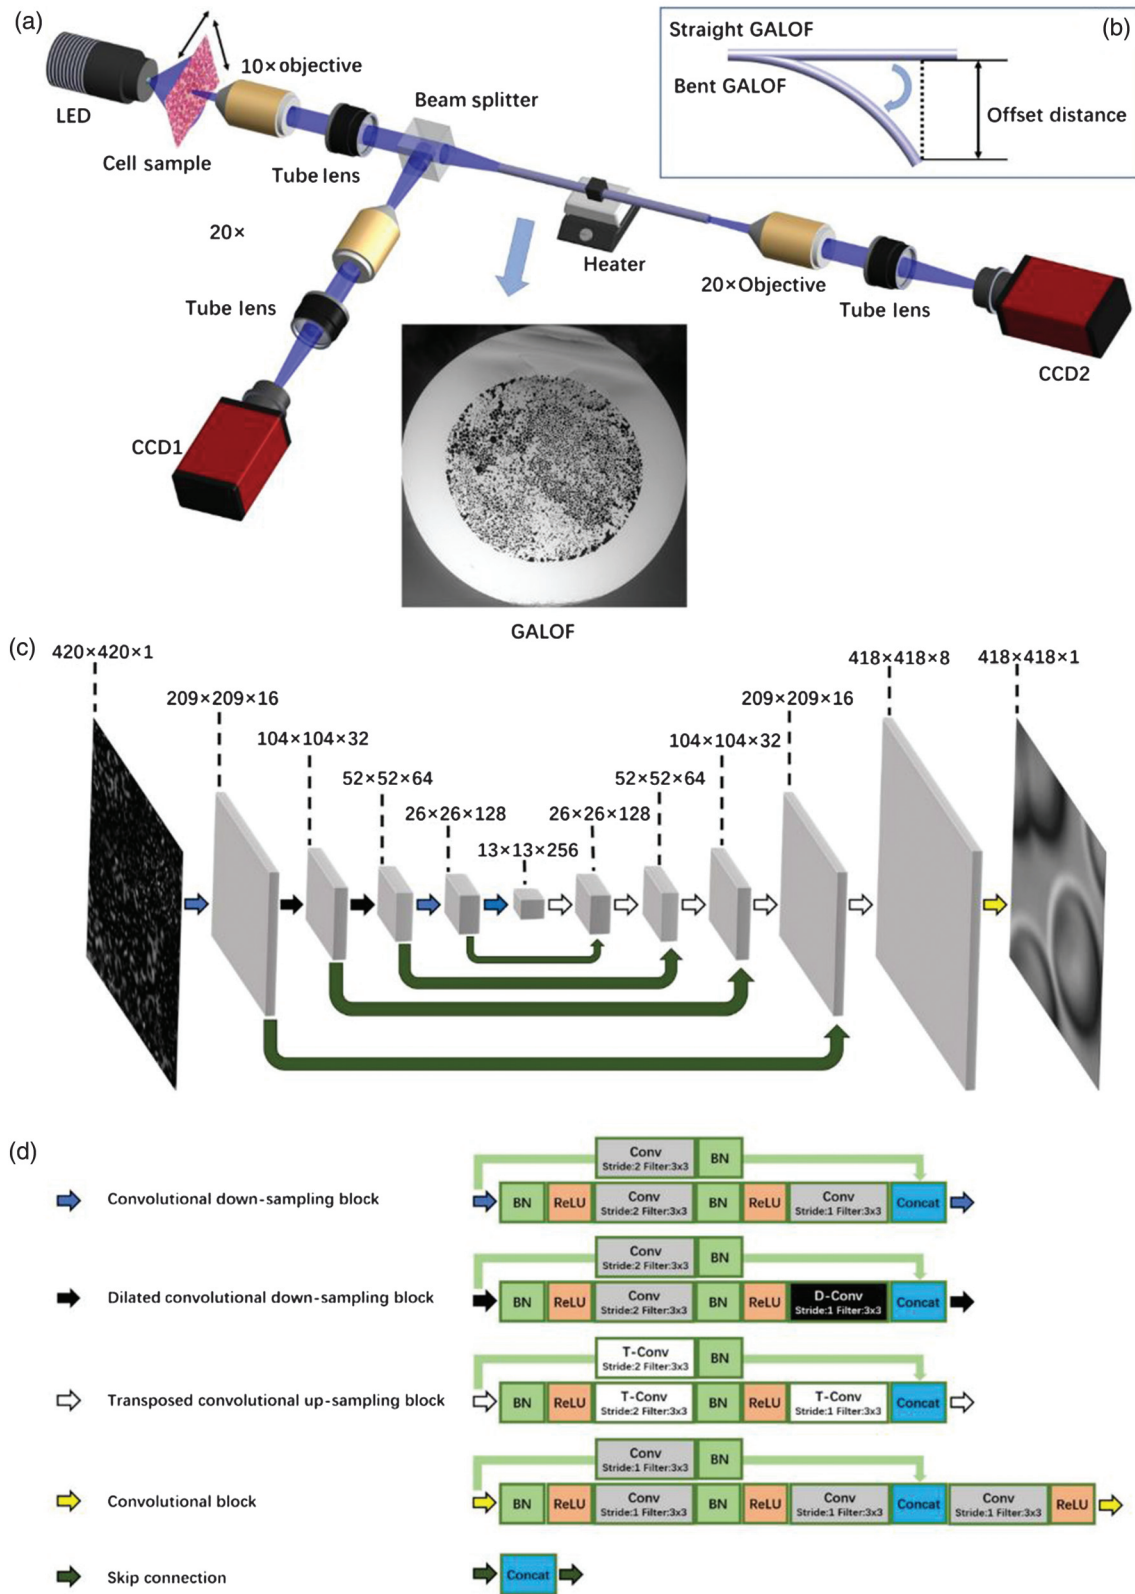 (a)
LED
Cell sample
10×objective
Tube lens
Beam splitter
20×
Tube lens
CCD1
Heater
20×Objective
Tube lens
CCD2
GALOF
(b)
Straight GALOF
Bent GALOF
Offset distance
(c)
420×420×1
209×209×16
104×104×32
52×52×64
26×26×128
13×13×256
26×26×128
52×52×64
104×104×32
209×209×16
418×418×8
418×418×1
(d)
Convolutional down-sampling block
Conv
Stride:2 Filter:3x3
BN
BN
ReLU
Conv
Stride:2 Filter:3x3
BN
ReLU
Conv
Stride:1 Filter:3x3
Concat
Dilated convolutional down-sampling block
Conv
Stride:2 Filter:3x3
BN
BN
ReLU
Conv
Stride:2 Filter:3x3
BN
ReLU
D-Conv
Stride:1 Filter:3x3
Concat
Transposed convolutional up-sampling block
T-Conv
Stride:2 Filter:3x3
BN
BN
ReLU
T-Conv
Stride:2 Filter:3x3
BN
ReLU
T-Conv
Stride:1 Filter:3x3
Concat
Convolutional block
Conv
Stride:1 Filter:3x3
BN
BN
ReLU
Conv
Stride:1 Filter:3x3
BN
ReLU
Conv
Stride:1 Filter:3x3
Concat
Conv
Stride:1 Filter:3x3
ReLU
Skip connection
Concat